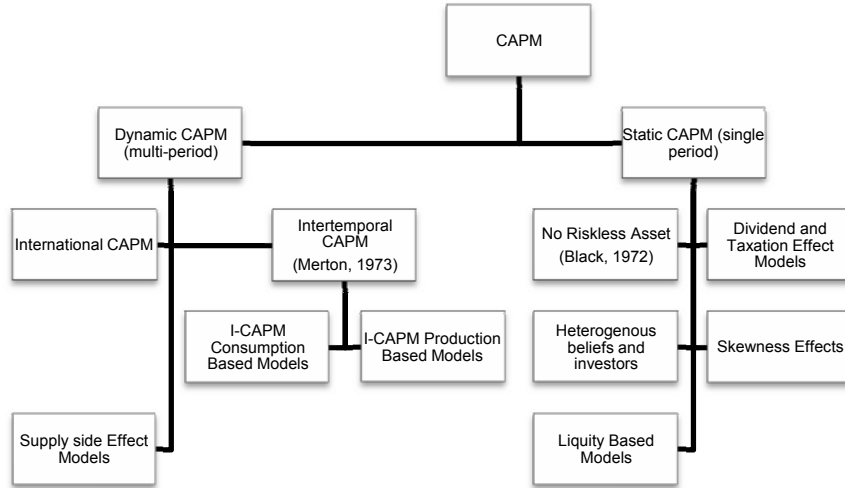 CAPM
Dynamic CAPM
(multi-period)
Static CAPM (single
period)
International CAPM
Intertemporal
CAPM
(Merton, 1973)
No Riskless Asset
(Black, 1972)
Dividend and
Taxation Effect
Models
I-CAPM
Consumption
Based Models
I-CAPM Production
Based Models
Heterogenous
beliefs and
investors
Skewness Effects
Supply side Effect
Models
Liquity Based
Models